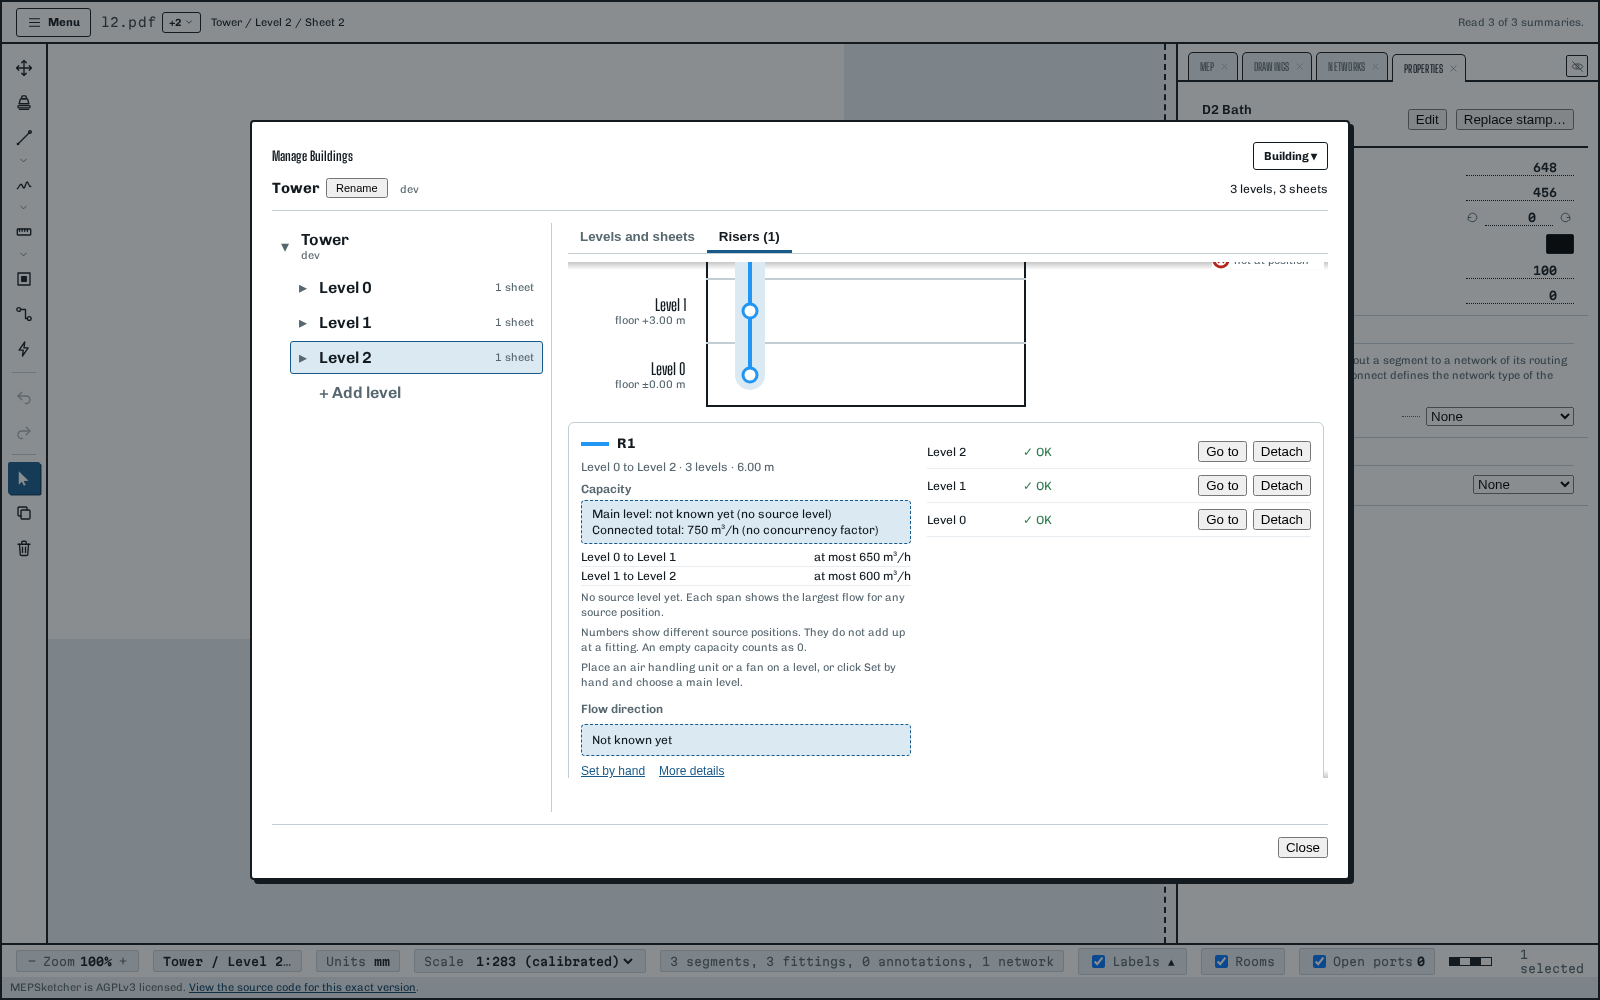 Menu
l2.pdf
+2
Tower / Level 2 / Sheet 2
Read 3 of 3 summaries.
MEP
DRAWINGS
NETWORKS
PROPERTIES
D2 Bath
Edit
Replace stamp…
648
456
0
100
0
out a segment to a network of its routing
onnect defines the network type of the
None
None
Manage Buildings
Building ▾
Tower
Rename
dev
3 levels, 3 sheets
Tower
dev
Level 0
1 sheet
Level 1
1 sheet
Level 2
1 sheet
+ Add level
Levels and sheets
Risers (1)
not at position
Level 1
floor +3.00 m
Level 0
floor ±0.00 m
R1
Level 0 to Level 2 · 3 levels · 6.00 m
Capacity
Main level: not known yet (no source level)
Connected total: 750 m³/h (no concurrency factor)
Level 0 to Level 1 at most 650 m³/h
Level 1 to Level 2 at most 600 m³/h
No source level yet. Each span shows the largest flow for any
source position.
Numbers show different source positions. They do not add up
at a fitting. An empty capacity counts as 0.
Place an air handling unit or a fan on a level, or click Set by
hand and choose a main level.
Flow direction
Not known yet
Set by hand
More details
Level 2 ✓ OK Go to Detach
Level 1 ✓ OK Go to Detach
Level 0 ✓ OK Go to Detach
Close
− Zoom 100% +
Tower / Level 2…
Units mm
Scale 1:283 (calibrated)
3 segments, 3 fittings, 0 annotations, 1 network
Labels ▲
Rooms
Open ports 0
1
selected
MEPSketcher is AGPLv3 licensed. View the source code for this exact version.